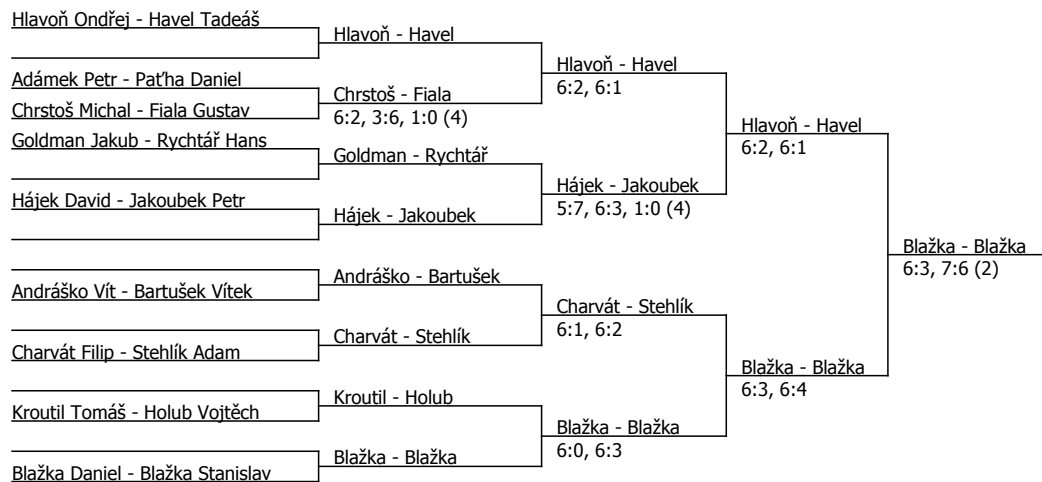 Hlavoň Ondřej - Havel Tadeáš
Adámek Petr - Paťha Daniel
Chrstoš Michal - Fiala Gustav
Goldman Jakub - Rychtář Hans
Hájek David - Jakoubek Petr
Andráško Vít - Bartušek Vítek
Charvát Filip - Stehlík Adam
Kroutil Tomáš - Holub Vojtěch
Blažka Daniel - Blažka Stanislav
Hlavoň - Havel
Chrstoš - Fiala
6:2, 3:6, 1:0 (4)
Goldman - Rychtář
Hájek - Jakoubek
Andráško - Bartušek
Charvát - Stehlík
Kroutil - Holub
Blažka - Blažka
Hlavoň - Havel
6:2, 6:1
Hájek - Jakoubek
5:7, 6:3, 1:0 (4)
Charvát - Stehlík
6:1, 6:2
Blažka - Blažka
6:0, 6:3
Hlavoň - Havel
6:2, 6:1
Blažka - Blažka
6:3, 6:4
Blažka - Blažka
6:3, 7:6 (2)